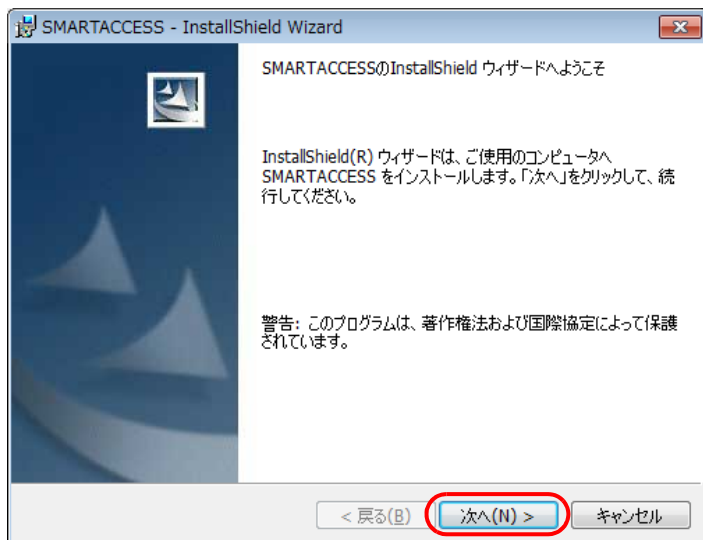 SMARTACCESS - InstallShield Wizard
SMARTACCESSのInstallShield ウィザードへようこそ
InstallShield(R) ウィザードは、ご使用のコンピュータへ
SMARTACCESS をインストールします。「次へ」をクリックして、続
行してください。
警告: このプログラムは、著作権法および国際協定によって保護
されています。
< 戻る(B)
次へ(N) >
キャンセル